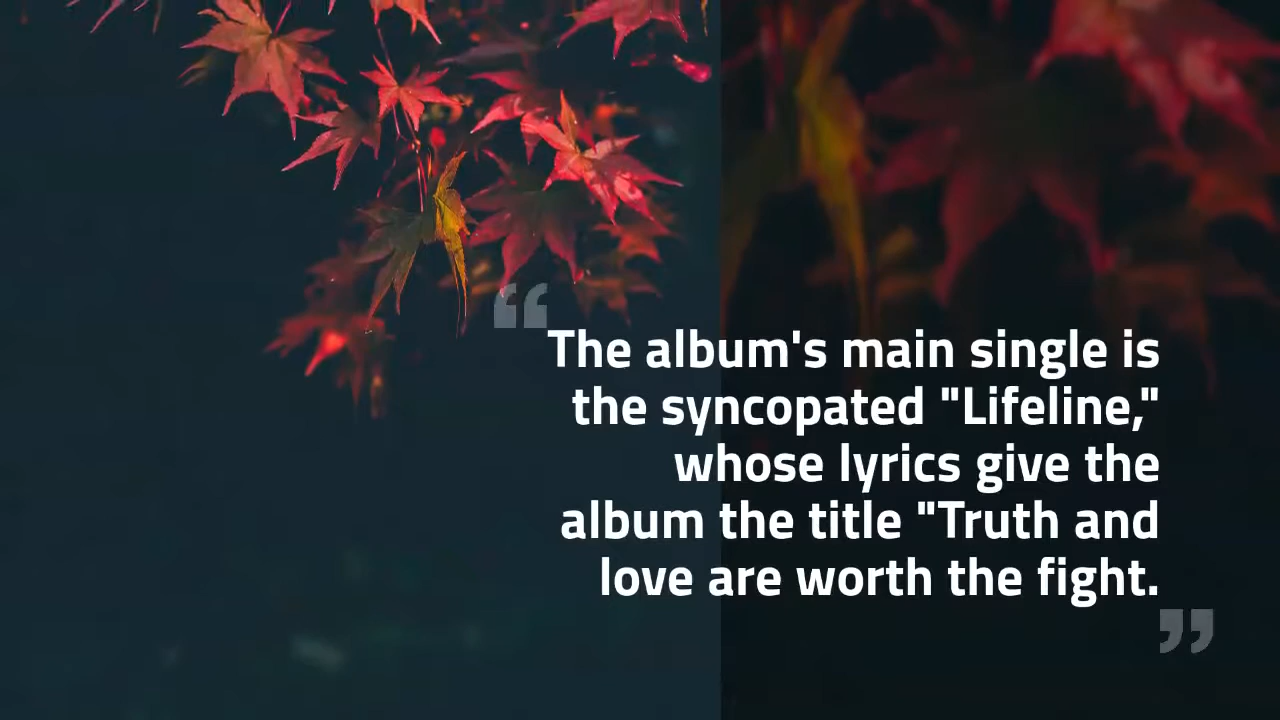 “
The album's main single is
the syncopated "Lifeline,"
whose lyrics give the
album the title "Truth and
love are worth the fight.
”